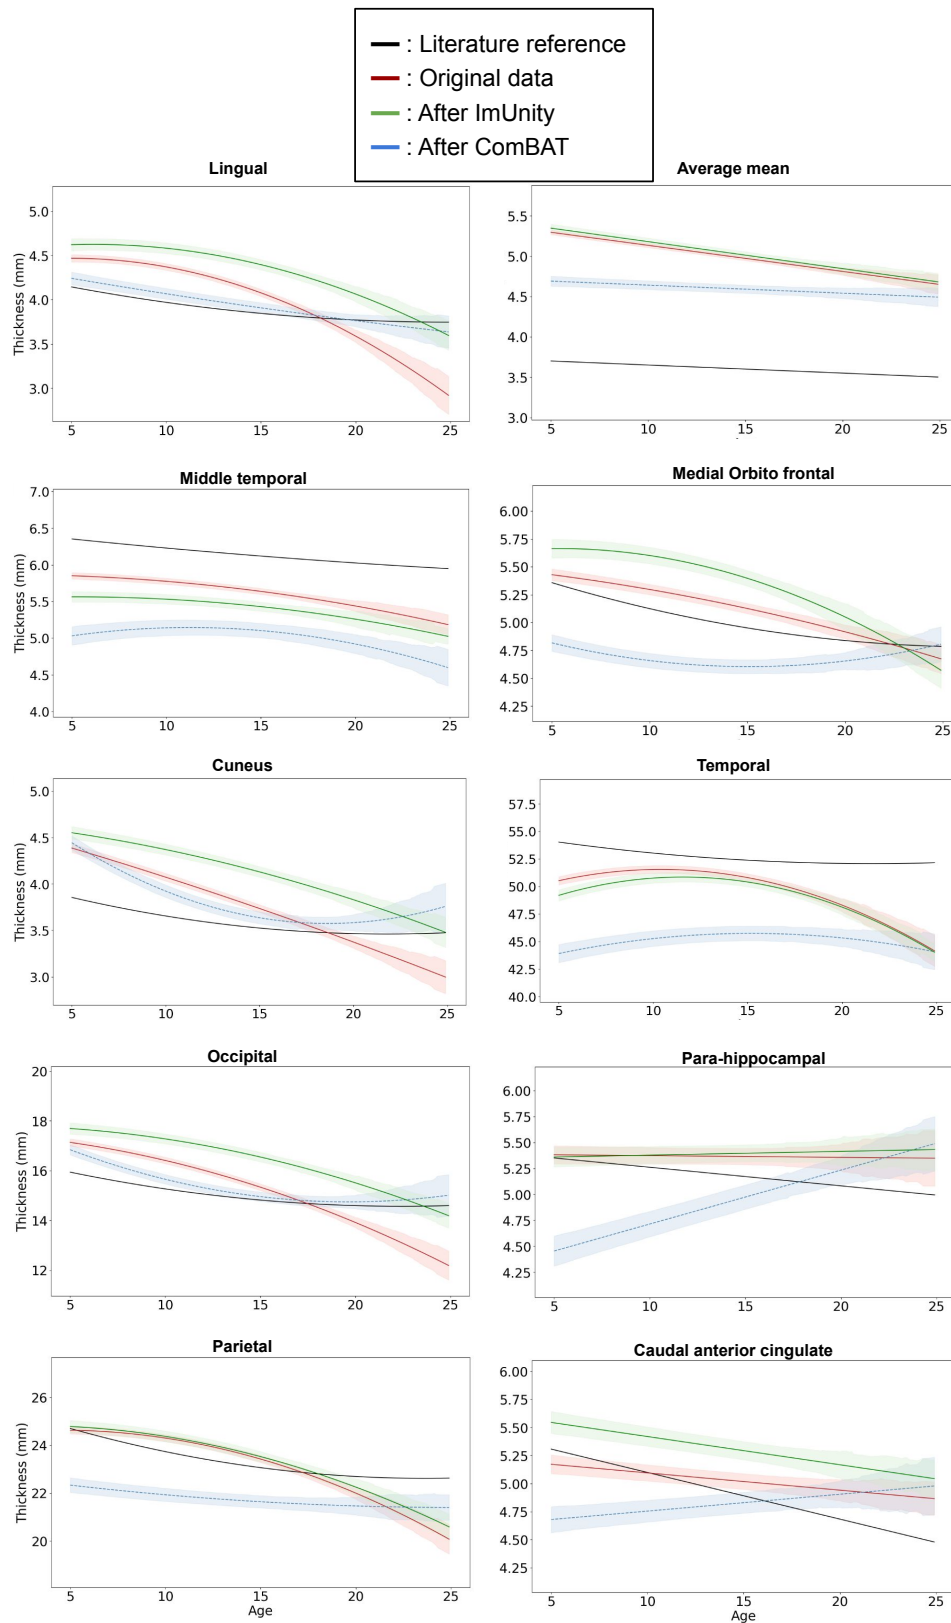 : Literature reference
: Original data
: After ImUnity
: After ComBAT
Lingual
Thickness (mm)
5.0
4.5
4.0
3.5
3.0
5 10 15 20 25
Average mean
5.5
5.0
4.5
4.0
3.5
3.0
5 10 15 20 25
Middle temporal
Thickness (mm)
7.0
6.5
6.0
5.5
5.0
4.5
4.0
5 10 15 20 25
Medial Orbito frontal
6.00
5.75
5.50
5.25
5.00
4.75
4.50
4.25
5 10 15 20 25
Cuneus
Thickness (mm)
5.0
4.5
4.0
3.5
3.0
5 10 15 20 25
Temporal
57.5
55.0
52.5
50.0
47.5
45.0
42.5
40.0
5 10 15 20 25
Occipital
Thickness (mm)
20
18
16
14
12
5 10 15 20 25
Para-hippocampal
6.00
5.75
5.50
5.25
5.00
4.75
4.50
4.25
5 10 15 20 25
Parietal
Thickness (mm)
26
24
22
20
5 10 15 20 25
Age
Caudal anterior cingulate
6.00
5.75
5.50
5.25
5.00
4.75
4.50
4.25
5 10 15 20 25
Age